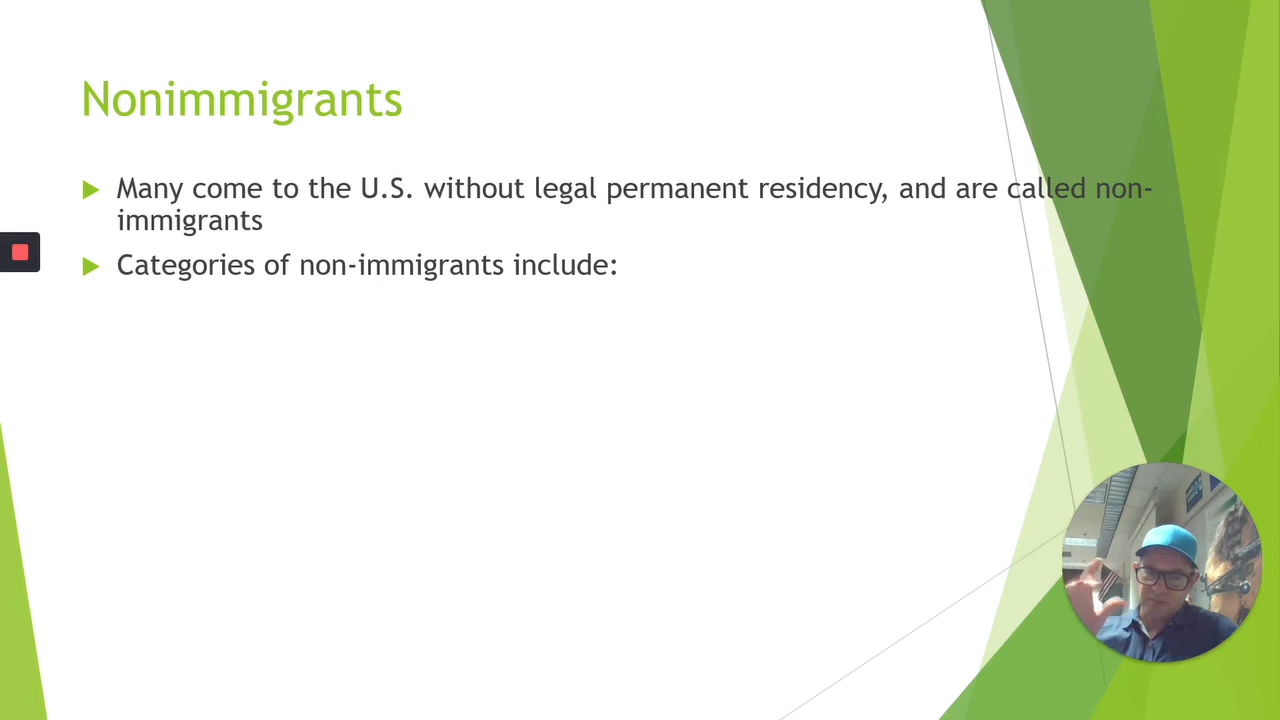 Nonimmigrants
Many come to the U.S. without legal permanent residency, and are called non-
immigrants
Categories of non-immigrants include: